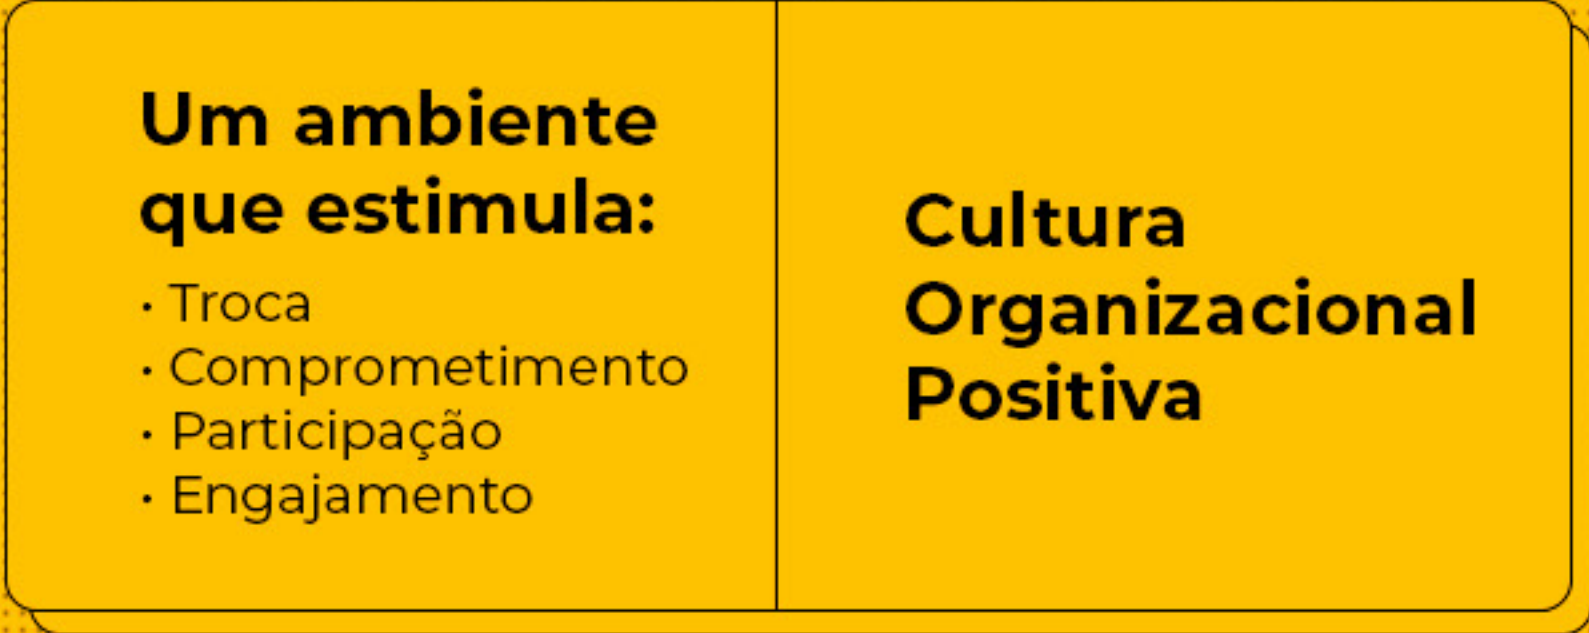 Um ambiente
que estimula:
• Troca
• Comprometimento
• Participação
• Engajamento
Cultura
Organizacional
Positiva